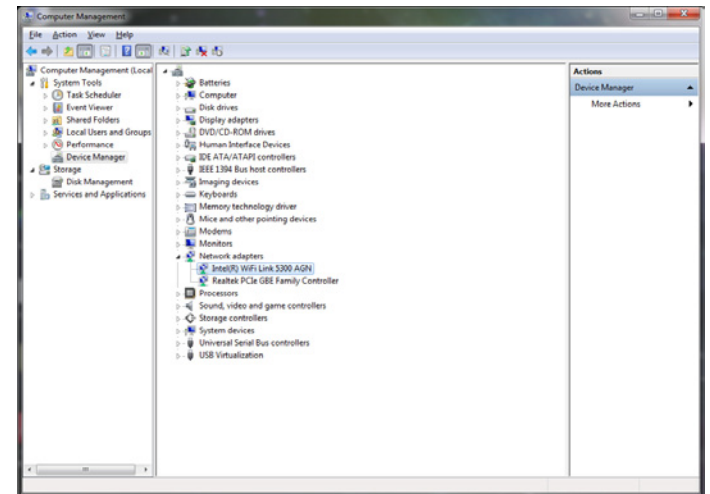 Computer Management
File Action View Help
Computer Management (Local
System Tools
Task Scheduler
Event Viewer
Shared Folders
Local Users and Groups
Performance
Device Manager
Storage
Disk Management
Services and Applications
Batteries
Computer
Disk drives
Display adapters
DVD/CD-ROM drives
Human Interface Devices
IDE ATA/ATAPI controllers
IEEE 1394 Bus host controllers
Imaging devices
Keyboards
Memory technology driver
Mice and other pointing devices
Modems
Monitors
Network adapters
Intel(R) WiFi Link 5300 AGN
Realtek PCIe GBE Family Controller
Processors
Sound, video and game controllers
Storage controllers
System devices
Universal Serial Bus controllers
USB Virtualization
Actions
Device Manager
More Actions